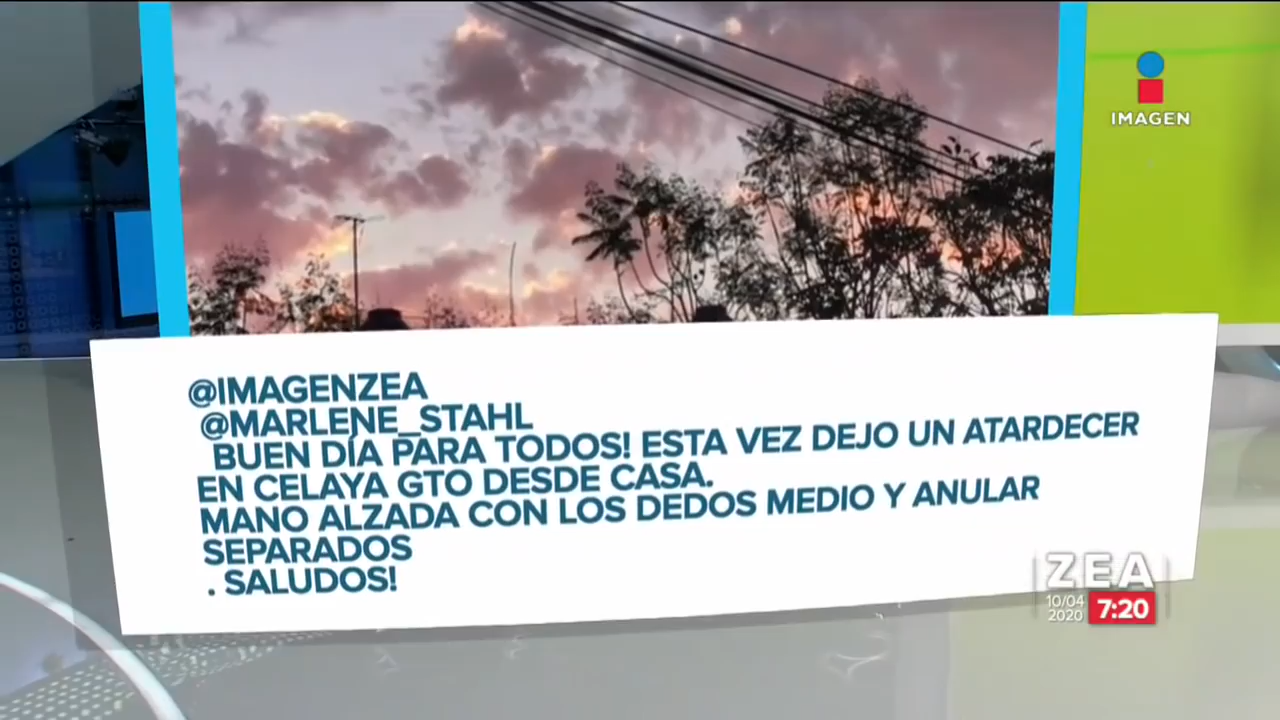 IMAGEN
@IMAGENZEA
@MARLENE_STAHL
BUEN DÍA PARA TODOS! ESTA VEZ DEJO UN ATARDECER
EN CELAYA GTO DESDE CASA.
MANO ALZADA CON LOS DEDOS MEDIO Y ANULAR
SEPARADOS
. SALUDOS!
ZEA
10/04
2020
7:20